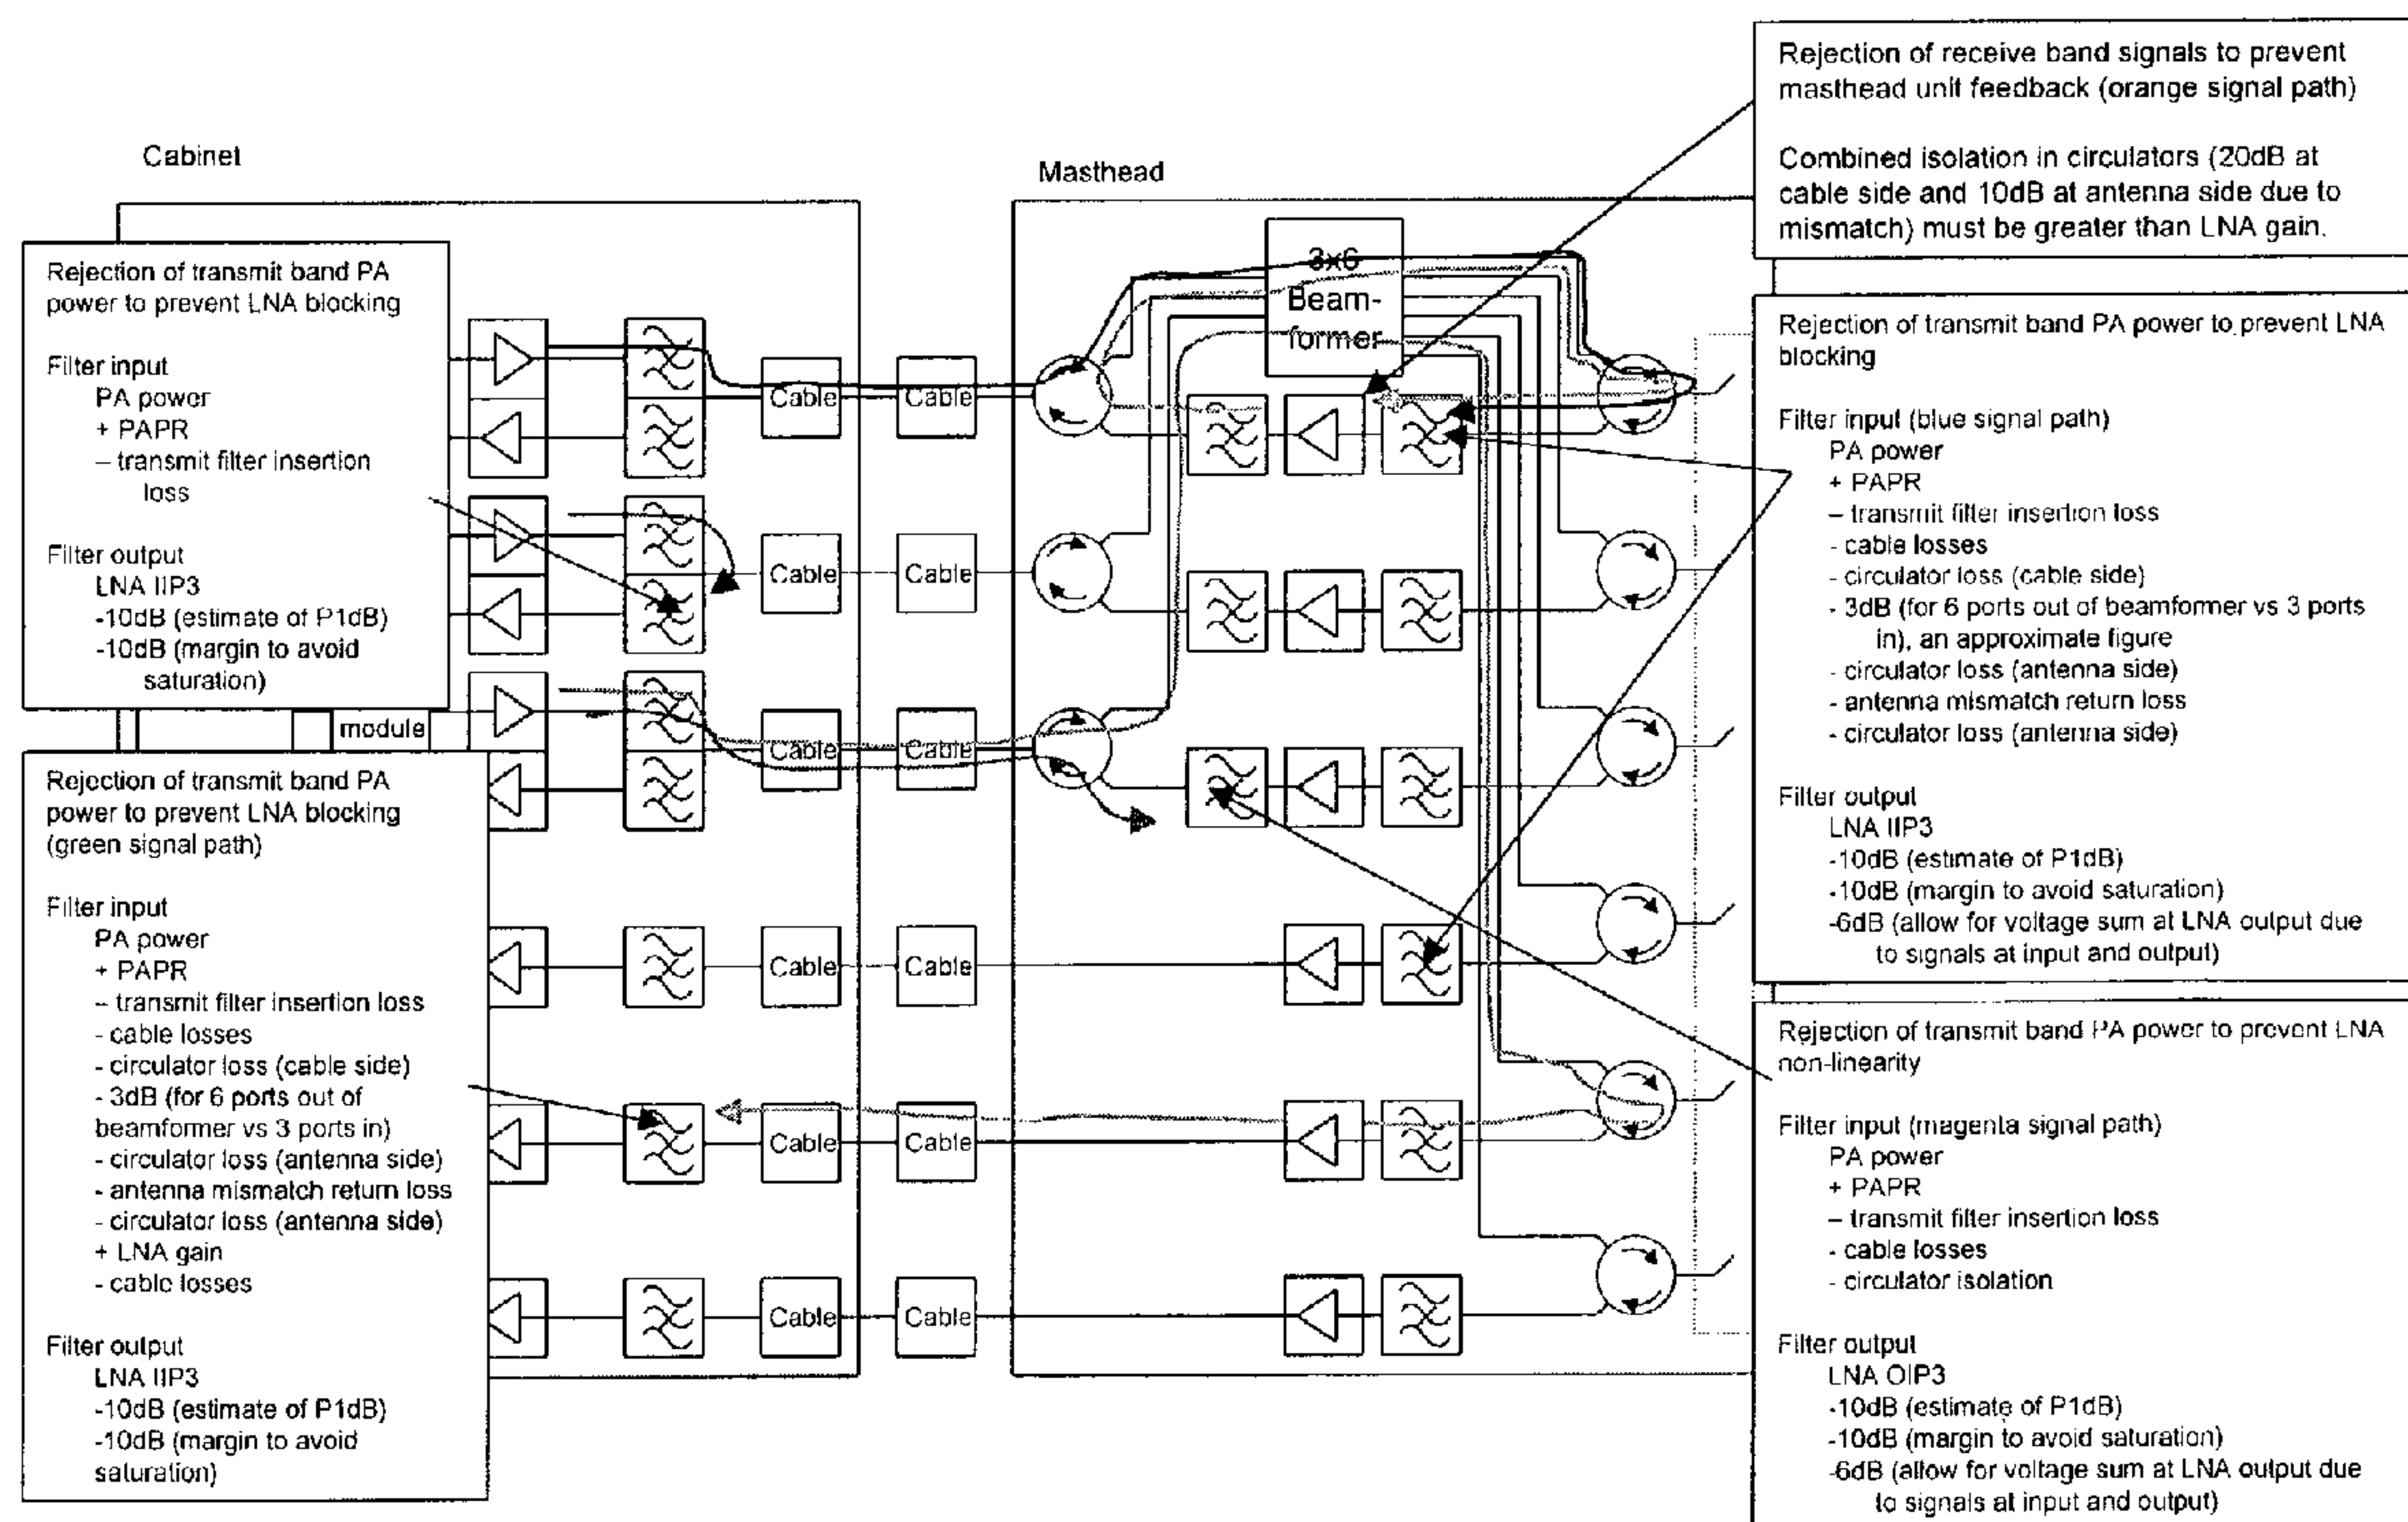 Cabinet
Masthead
Rejection of receive band signals to prevent
masthead unit feedback (orange signal path)
Combined isolation in circulators (20dB at
cable side and 10dB at antenna side due to
mismatch) must be greater than LNA gain.
Rejection of transmit band PA
power to prevent LNA blocking
Filter input
PA power
+ PAPR
– transmit filter insertion
loss
Filter output
LNA IIP3
-10dB (estimate of P1dB)
-10dB (margin to avoid
saturation)
module
Rejection of transmit band PA
power to prevent LNA blocking
(green signal path)
Filter input
PA power
+ PAPR
– transmit filter insertion loss
- cable losses
- circulator loss (cable side)
- 3dB (for 6 ports out of
beamformer vs 3 ports in)
- circulator loss (antenna side)
- antenna mismatch return loss
- circulator loss (antenna side)
+ LNA gain
- cable losses
Filter output
LNA IIP3
-10dB (estimate of P1dB)
-10dB (margin to avoid
saturation)
3x6
Beam-
former
Cable Cable
Cable Cable
Cable Cable
Cable Cable
Cable Cable
Cable Cable
Rejection of transmit band PA power to prevent LNA
blocking
Filter input (blue signal path)
PA power
+ PAPR
– transmit filter insertion loss
- cable losses
- circulator loss (cable side)
- 3dB (for 6 ports out of beamformer vs 3 ports
in), an approximate figure
- circulator loss (antenna side)
- antenna mismatch return loss
- circulator loss (antenna side)
Filter output
LNA IIP3
-10dB (estimate of P1dB)
-10dB (margin to avoid saturation)
-6dB (allow for voltage sum at LNA output due
to signals at input and output)
Rejection of transmit band PA power to prevent LNA
non-linearity
Filter input (magenta signal path)
PA power
+ PAPR
– transmit filter insertion loss
- cable losses
- circulator isolation
Filter output
LNA OIP3
-10dB (estimate of P1dB)
-10dB (margin to avoid saturation)
-6dB (allow for voltage sum at LNA output due
to signals at input and output)